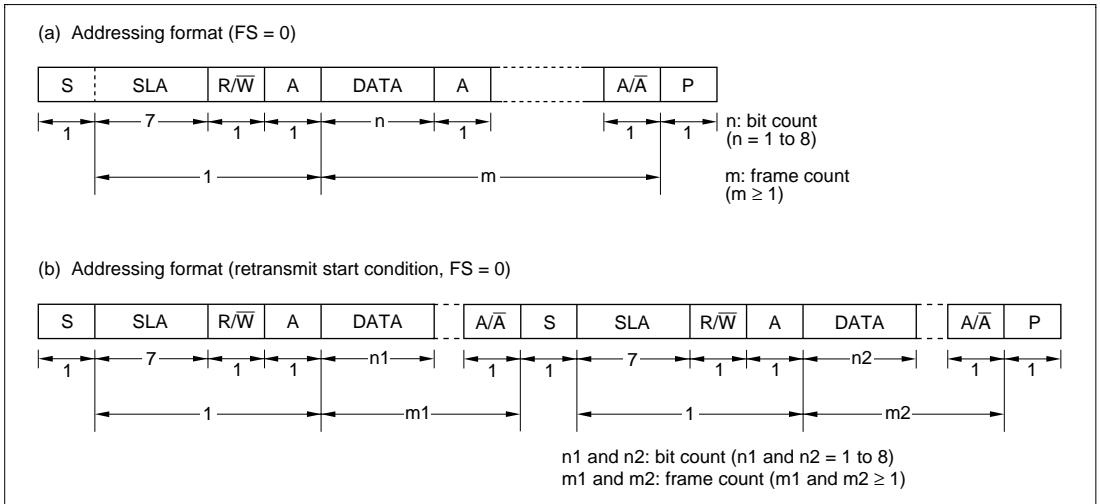 (a) Addressing format (FS = 0)
S SLA R/W̅ A DATA A A/A̅ P
1 7 1 1 n 1 1 1
n: bit count
(n = 1 to 8)
1 m
m: frame count
(m ≥ 1)
(b) Addressing format (retransmit start condition, FS = 0)
S SLA R/W̅ A DATA A/A̅ S SLA R/W̅ A DATA A/A̅ P
1 7 1 1 n1 1 1 7 1 1 n2 1 1
1 m1 1 m2
n1 and n2: bit count (n1 and n2 = 1 to 8)
m1 and m2: frame count (m1 and m2 ≥ 1)